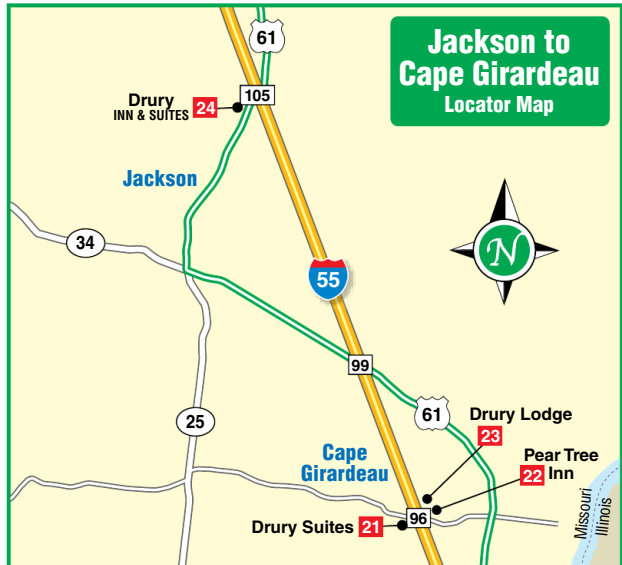 61
Jackson to
Cape Girardeau
Locator Map
105
Drury
INN & SUITES
24
Jackson
34
N
55
99
61
Drury Lodge
23
25
Cape
Girardeau
Pear Tree
Inn
22
96
Drury Suites 21
Missouri
Illinois